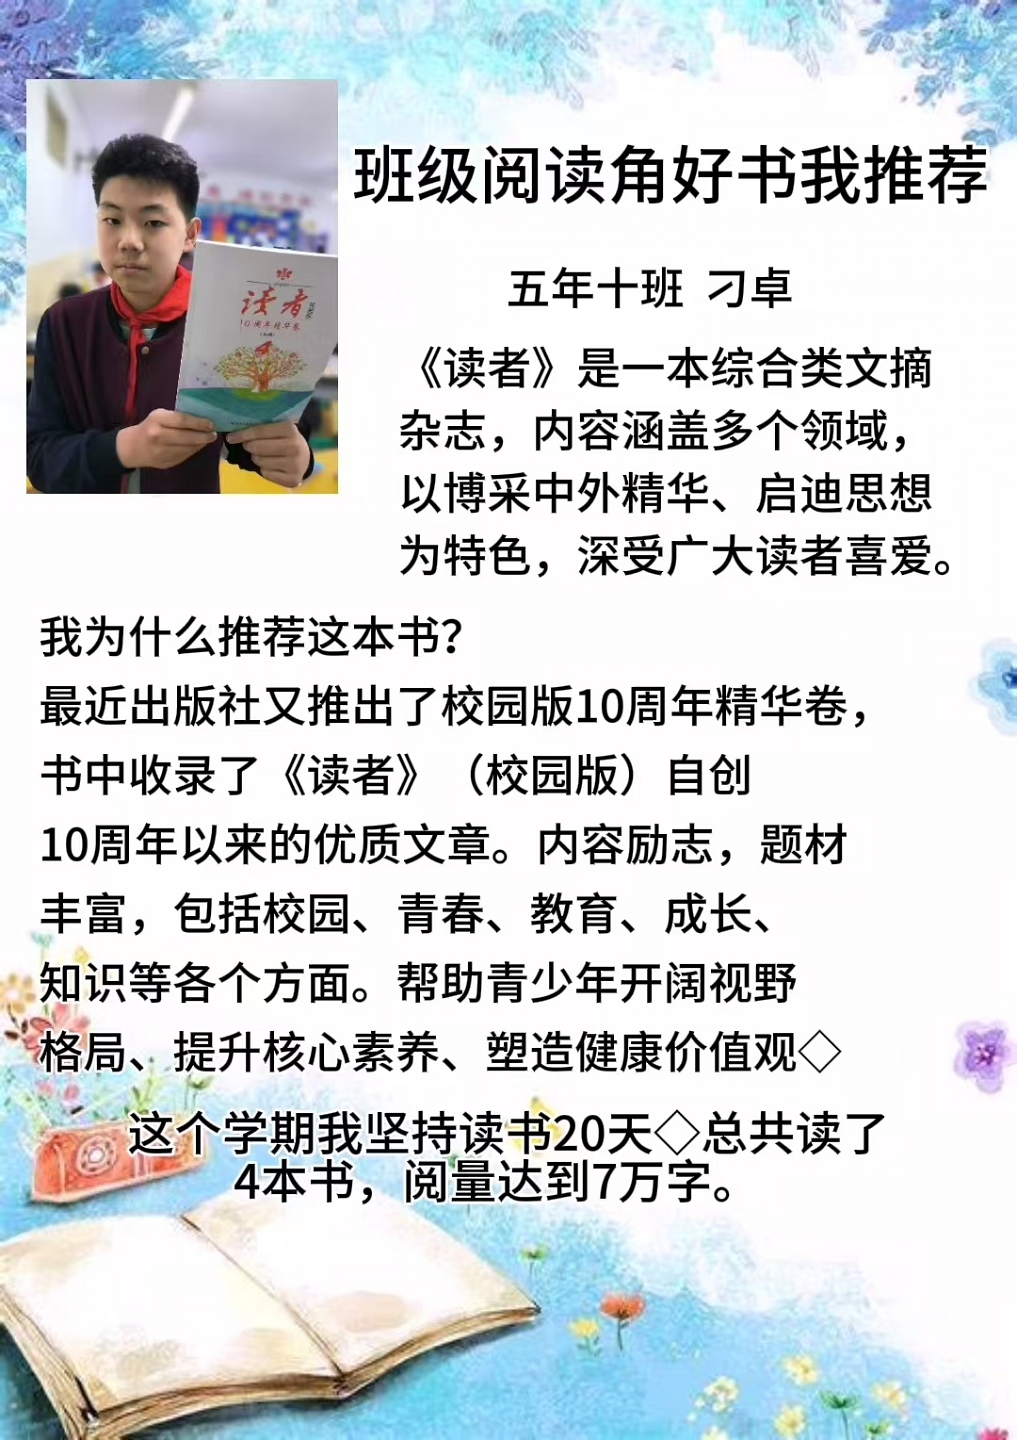 班级阅读角好书我推荐
五年十班 刁卓
《读者》是一本综合类文摘
杂志，内容涵盖多个领域，
以博采中外精华、启迪思想
为特色，深受广大读者喜爱。
读者
10周年精华卷
我为什么推荐这本书？
最近出版社又推出了校园版10周年精华卷，
书中收录了《读者》（校园版）自创
10周年以来的优质文章。内容励志，题材
丰富，包括校园、青春、教育、成长、
知识等各个方面。帮助青少年开阔视野
格局、提升核心素养、塑造健康价值观◇
这个学期我坚持读书20天◇总共读了
4本书，阅量达到7万字。